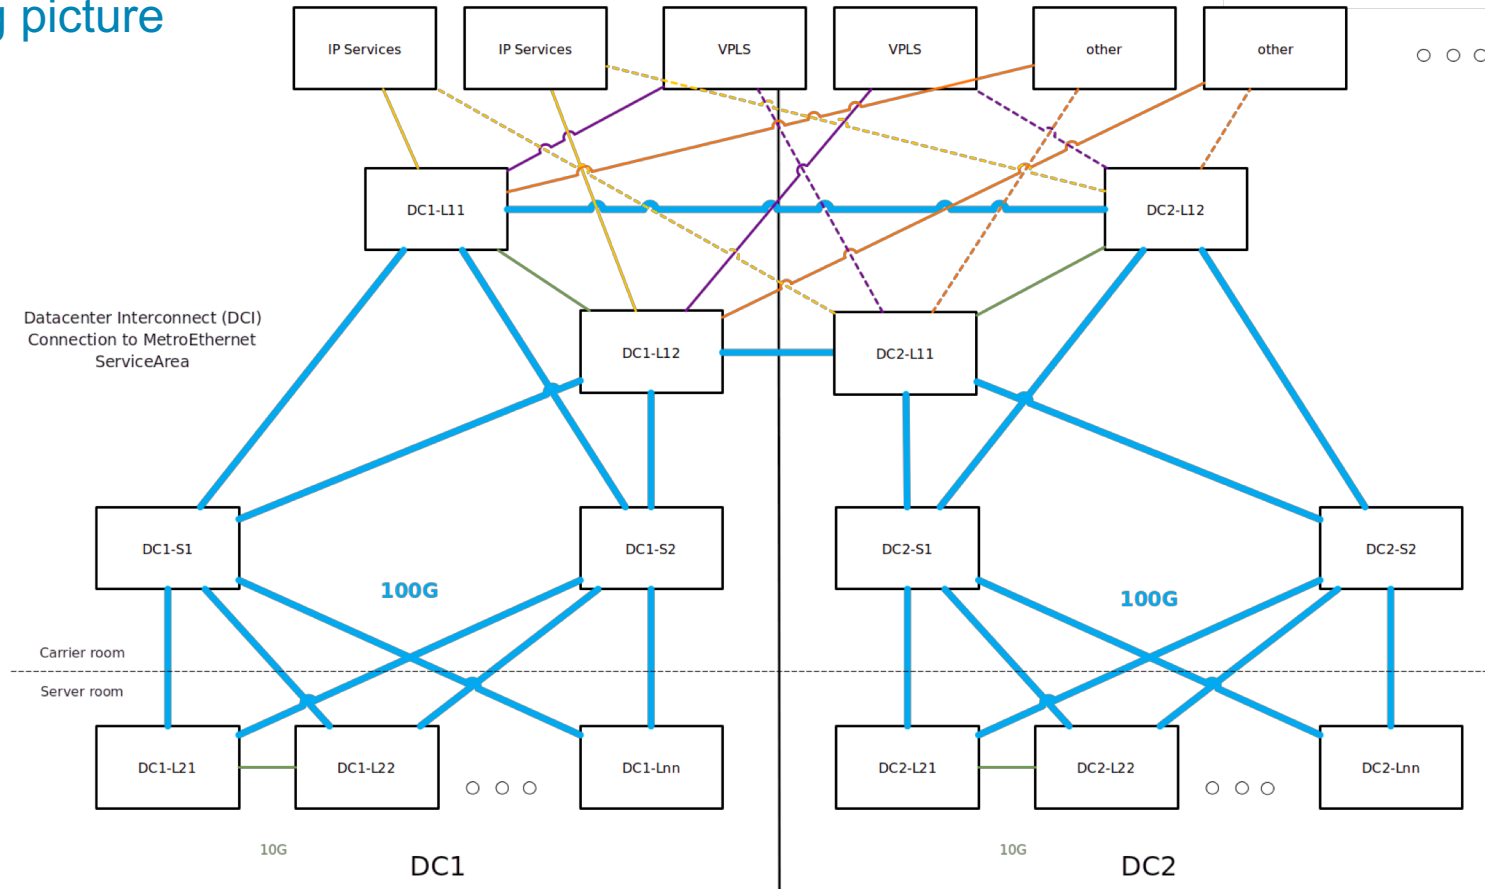 picture
IP Services
IP Services
VPLS
VPLS
other
other
DC1-L11
DC2-L12
Datacenter Interconnect (DCI)
Connection to MetroEthernet
ServiceArea
DC1-L12
DC2-L11
DC1-S1
DC1-S2
DC2-S1
DC2-S2
100G
100G
Carrier room
Server room
DC1-L21
DC1-L22
DC1-Lnn
DC2-L21
DC2-L22
DC2-Lnn
10G
10G
DC1
DC2